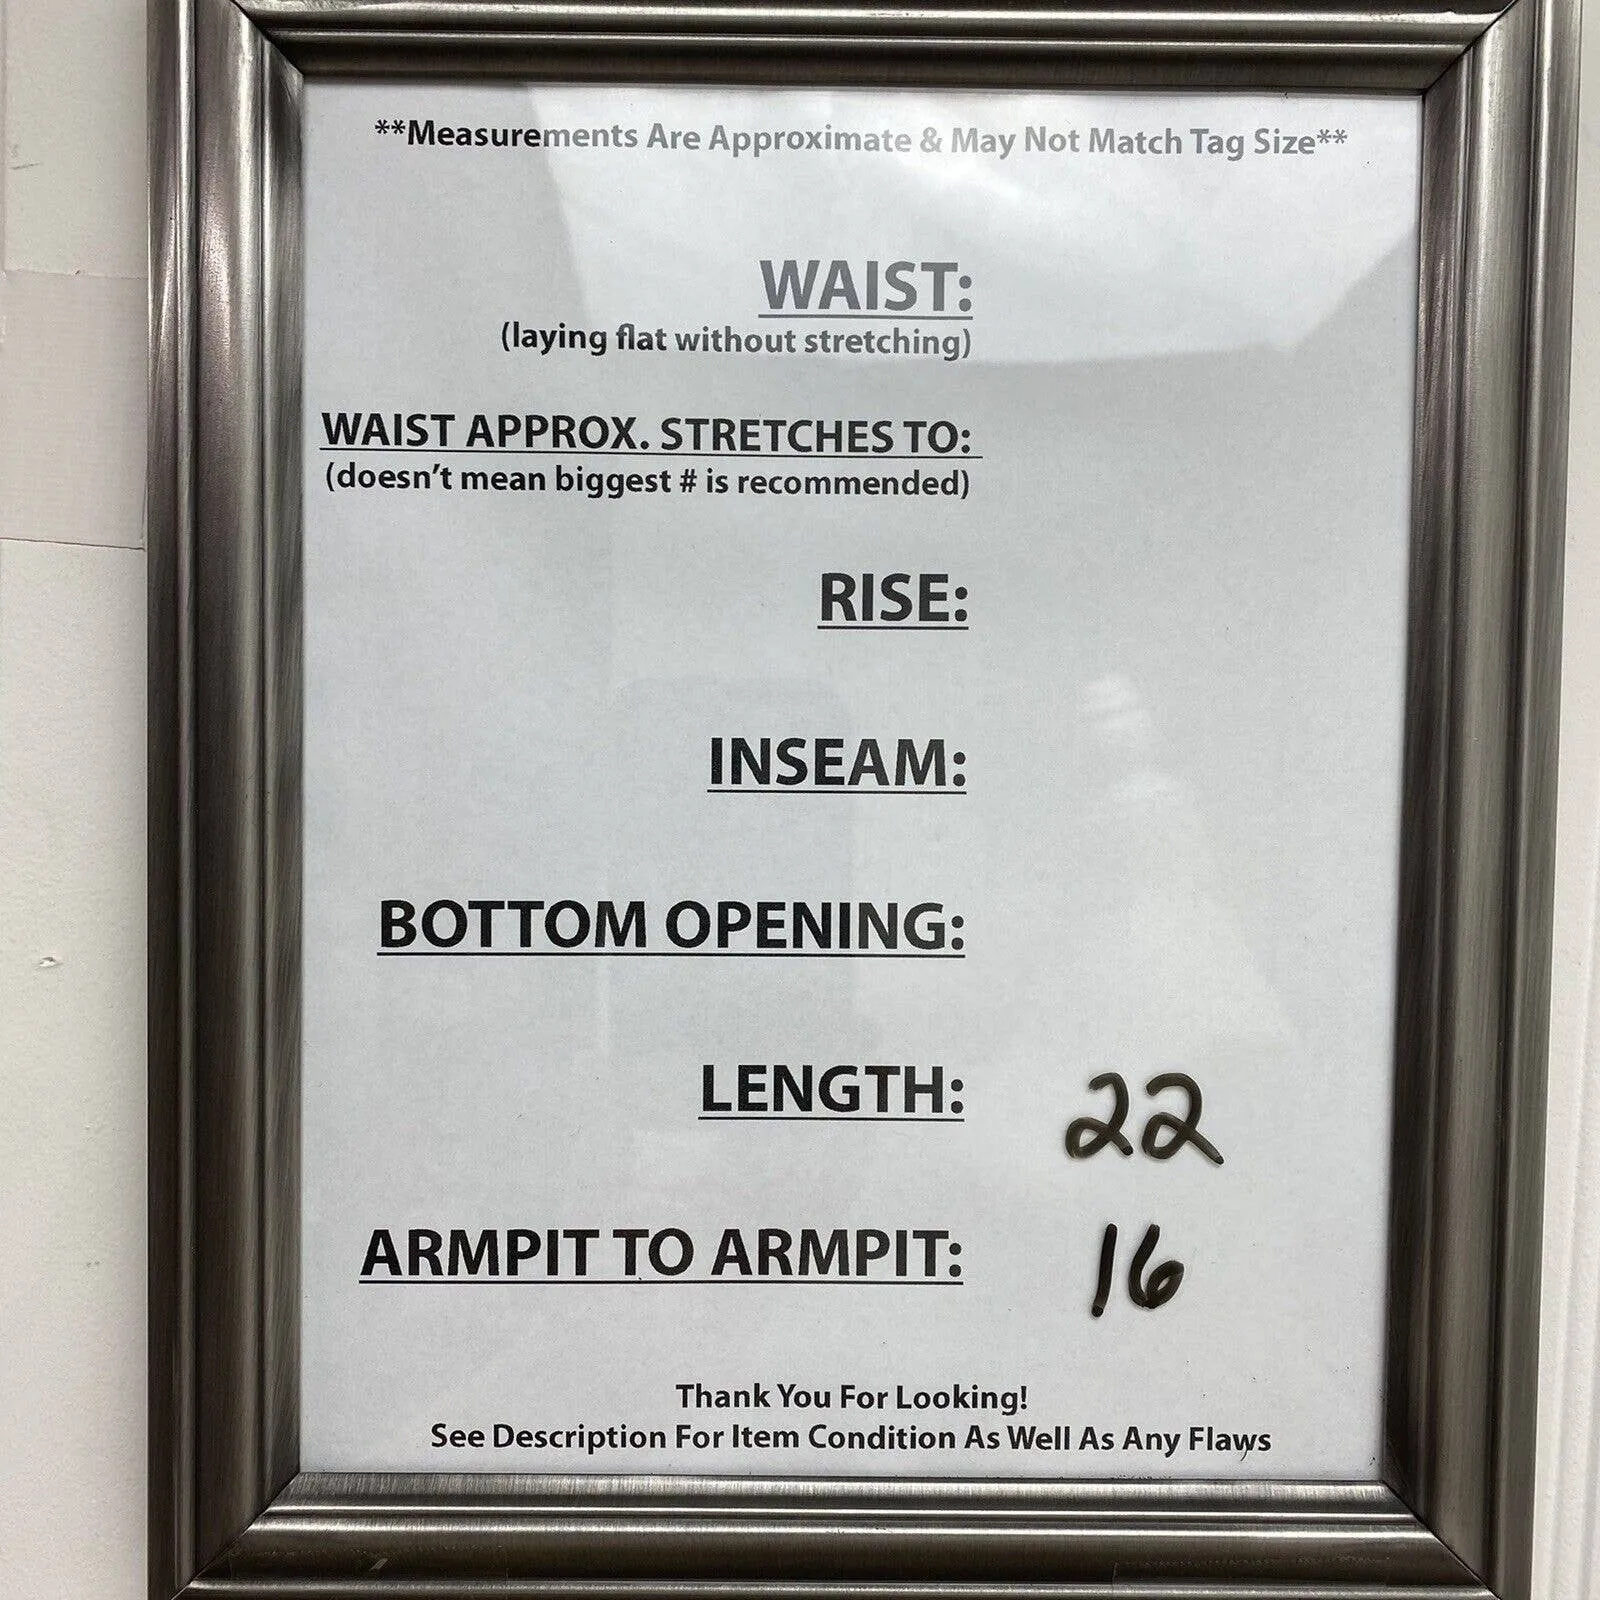 **Measurements Are Approximate & May Not Match Tag Size**
WAIST:
(laying flat without stretching)
WAIST APPROX. STRETCHES TO:
(doesn't mean biggest # is recommended)
RISE:
INSEAM:
BOTTOM OPENING:
LENGTH: 22
ARMPIT TO ARMPIT: 16
Thank You For Looking!
See Description For Item Condition As Well As Any Flaws